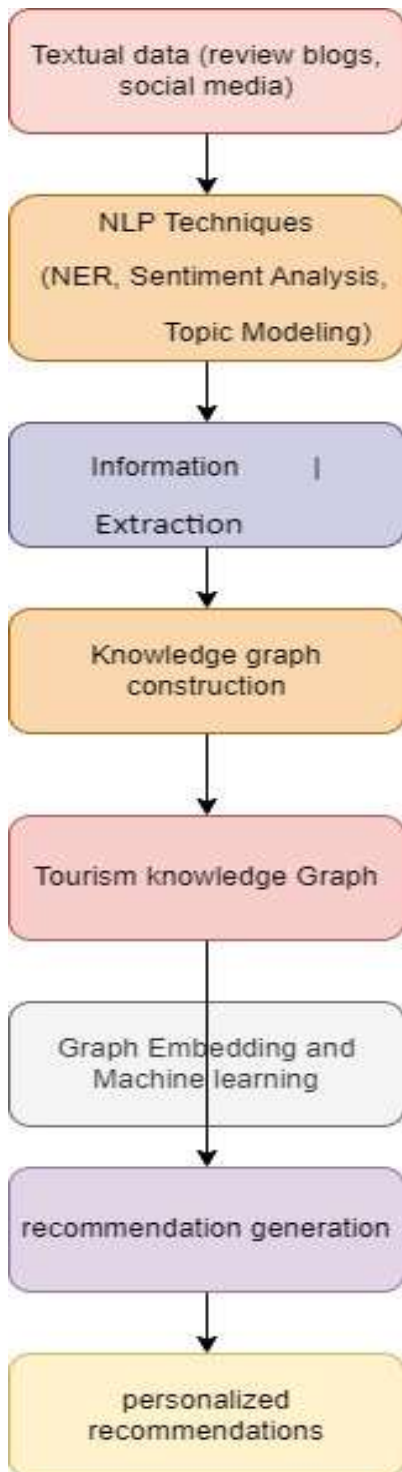 Textual data (review blogs,
social media)
NLP Techniques
(NER, Sentiment Analysis,
Topic Modeling)
Information |
Extraction
Knowledge graph
construction
Tourism knowledge Graph
Graph Embedding and
Machine learning
recommendation generation
personalized
recommendations